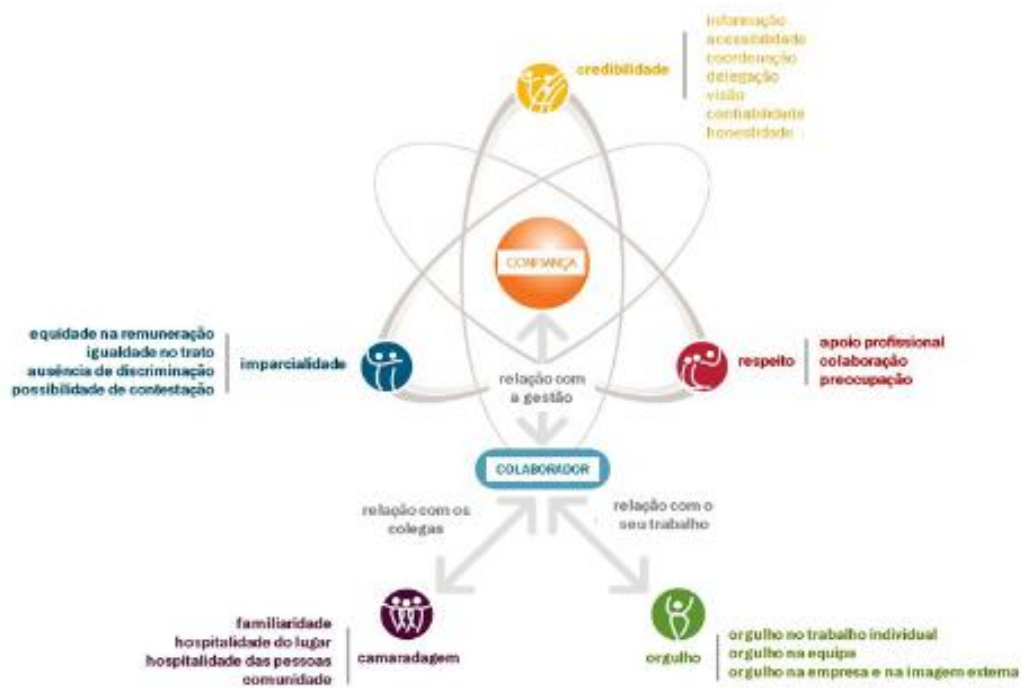 informação
acessibilidade
coordenação
delegação
visão
contiabilidade
honestidade
credibilidade
CONFIANÇA
equidade na remuneração
igualdade no trato
ausência de discriminação
possibilidade de contestação
imparcialidade
respeito
apoio profissional
colaboração
preocupação
relação com
a gestão
COLABORADOR
relação com os
colegas
relação com o
seu trabalho
familiaridade
hospitalidade do lugar
hospitalidade das pessoas
comunidade
camaradagem
orgulho
orgulho no trabalho individual
orgulho na equipa
orgulho na empresa e na imagem externa